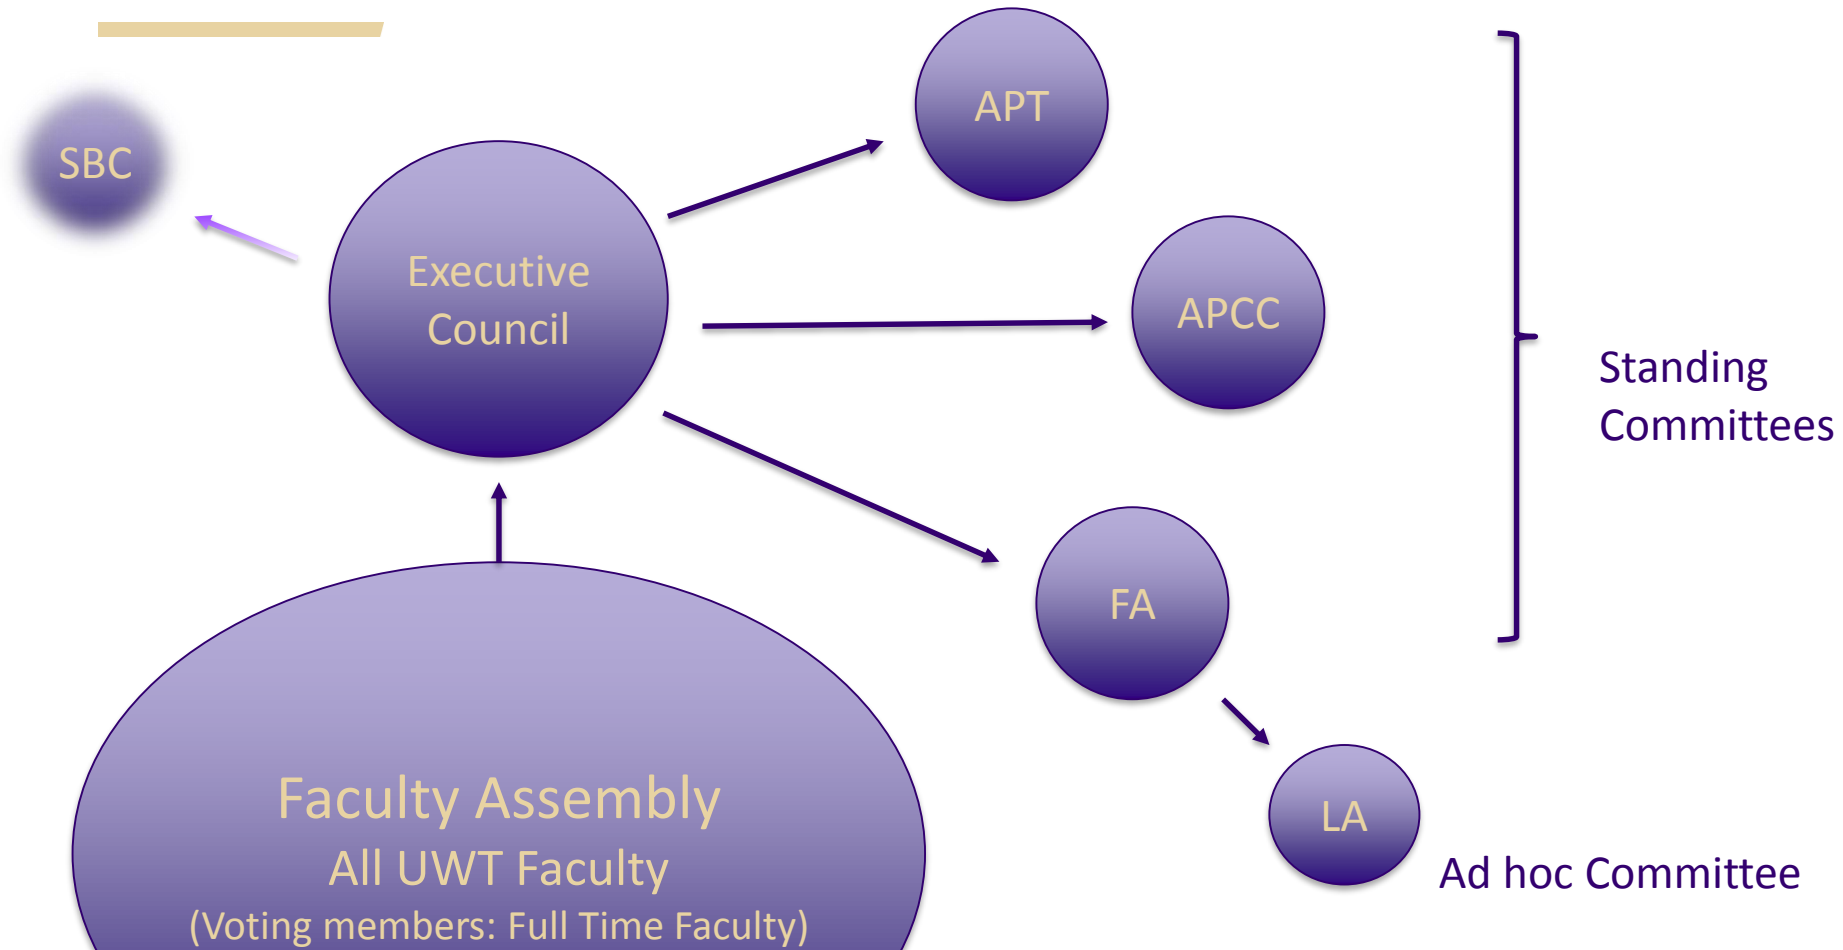 SBC
Executive
Council
APT
APCC
Standing
Committees
FA
LA
Ad hoc Committee
Faculty Assembly
All UWT Faculty
(Voting members: Full Time Faculty)